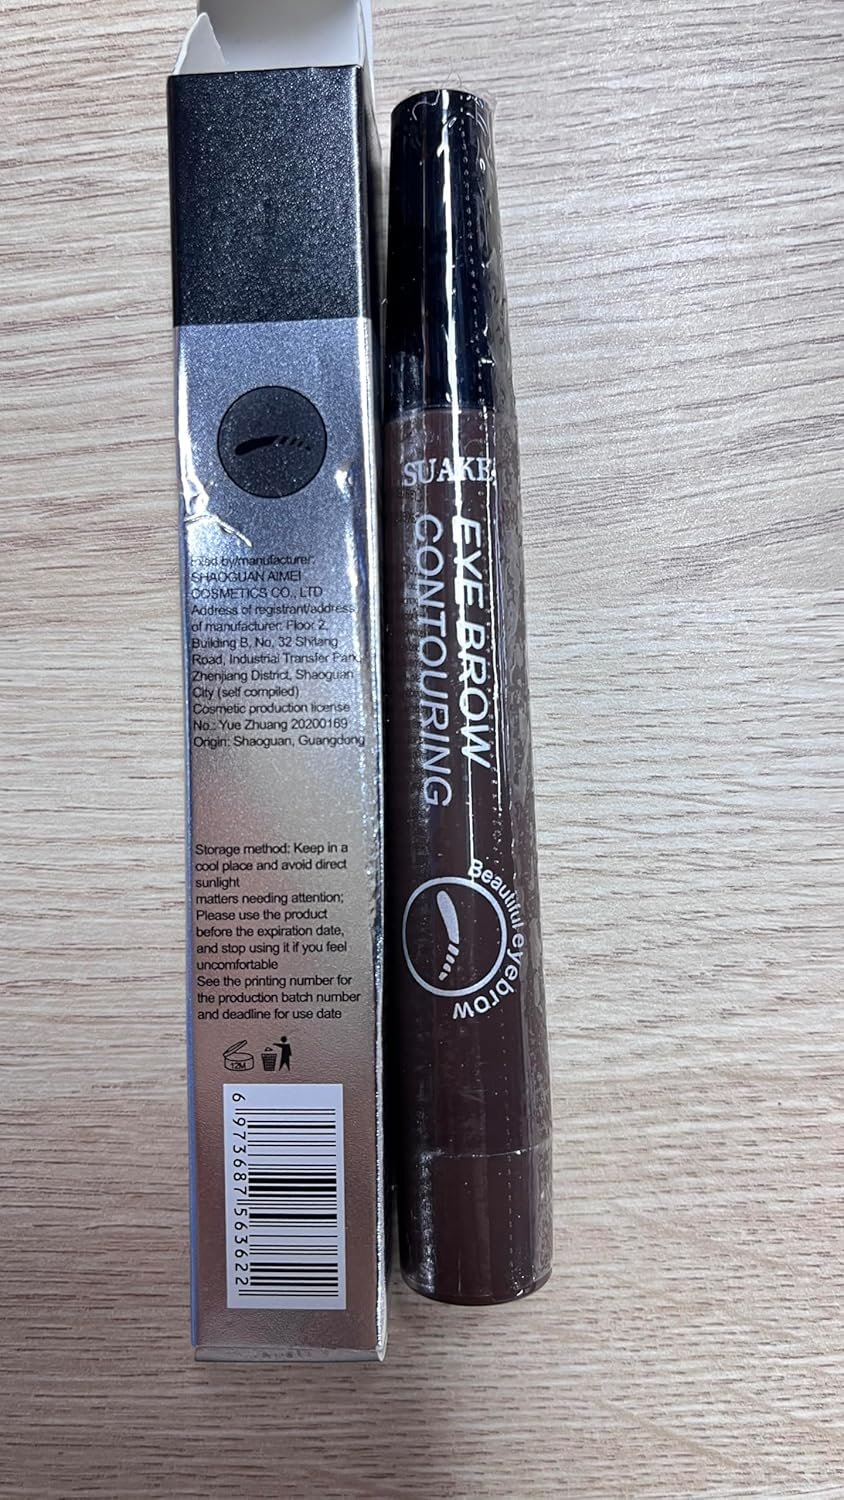 by/manufacturer:
SHAOGUAN AIMEI
COSMETICS CO., LTD
Address of registrant/address
of manufacturer: Floor 2,
Building B, No, 32 Shitang
Road, Industrial Transfer Park,
Zhenjiang District, Shaoguan
City (self compiled)
Cosmetic production license
No.: Yue Zhuang 20200169
Origin: Shaoguan, Guangdong
Storage method: Keep in a
cool place and avoid direct
sunlight
matters needing attention;
Please use the product
before the expiration date,
and stop using it if you feel
uncomfortable
See the printing number for
the production batch number
and deadline for use date
12M
6 973687 563622
SUAKE
EYE BROW
CONTOURING
Beautiful eyebrow